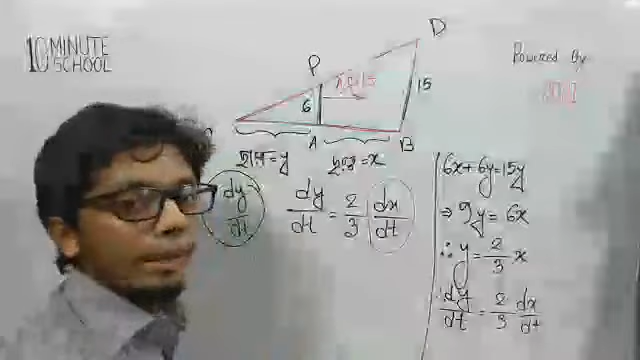 10 MINUTE SCHOOL
Powered By
D
P
6
15
A
B
ছায়া = y
দূরত্ব = x
dy/dt
dy/dt = 2/3 dx/dt
6x + 6y = 15y
⇒ 9y = 6x
∴ y = 2/3 x
∴ dy/dt = 2/3 dx/dt